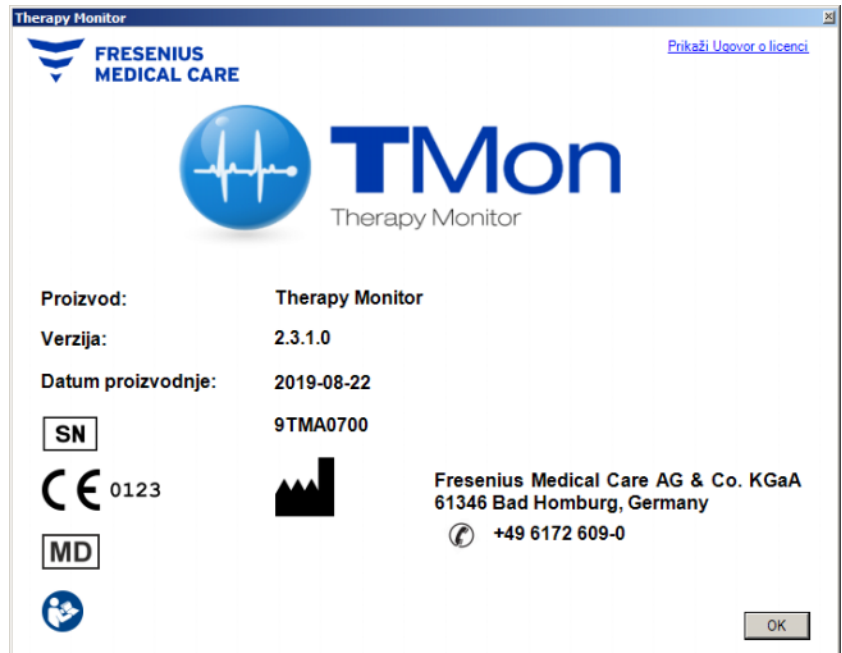 Therapy Monitor
FRESENIUS
MEDICAL CARE
Prikaži Ugovor o licenci
TMon
Therapy Monitor
Proizvod: Therapy Monitor
Verzija: 2.3.1.0
Datum proizvodnje: 2019-08-22
SN 9TMA0700
CE 0123
Fresenius Medical Care AG & Co. KGaA
61346 Bad Homburg, Germany
+49 6172 609-0
MD
OK